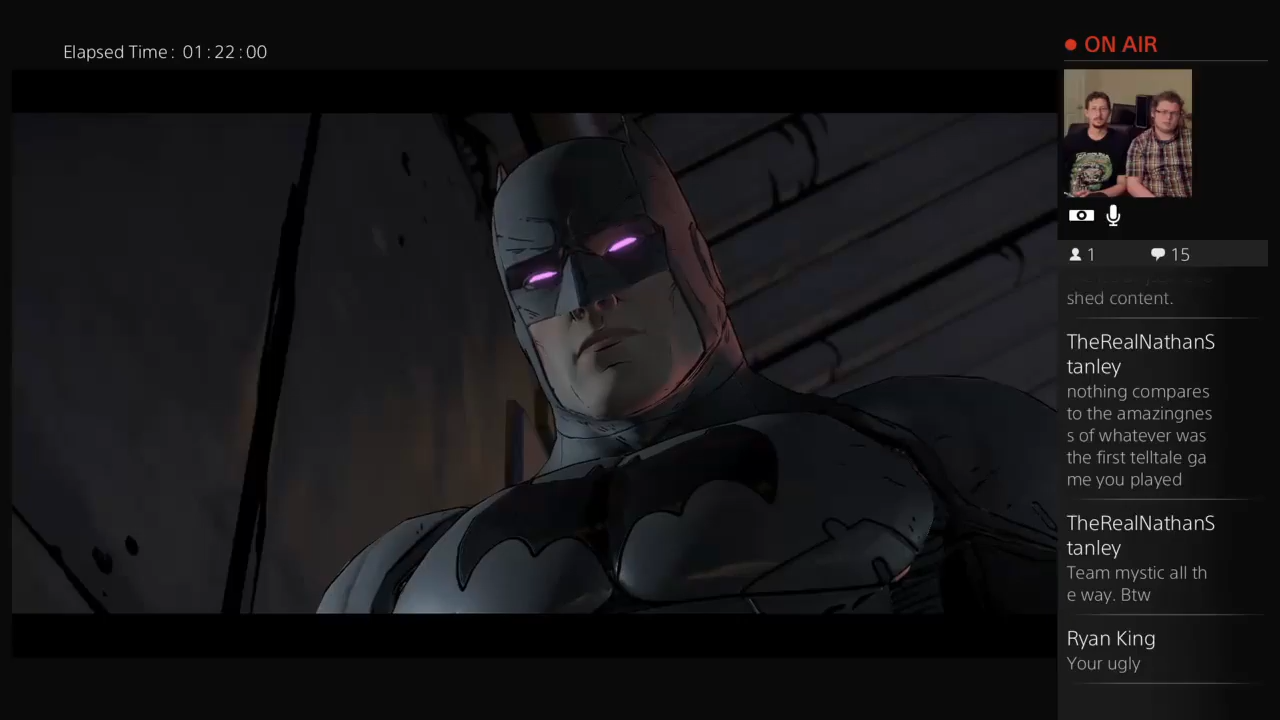 Elapsed Time: 01:22:00
ON AIR
1 15
shed content.
TheRealNathanS
tanley
nothing compares
to the amazingnes
s of whatever was
the first telltale ga
me you played
TheRealNathanS
tanley
Team mystic all th
e way. Btw
Ryan King
Your ugly